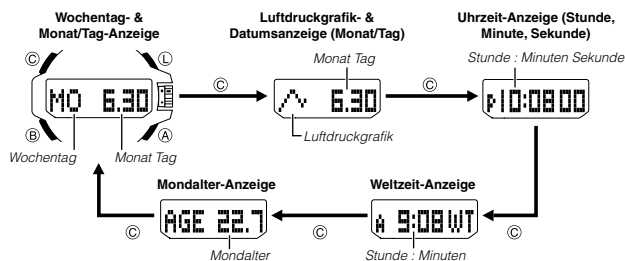 Wochentag- &
Monat/Tag-Anzeige
Luftdruckgrafik- &
Datumsanzeige (Monat/Tag)
Uhrzeit-Anzeige (Stunde,
Minute, Sekunde)
Ⓒ
Ⓛ
Monat Tag
Stunde : Minuten Sekunde
MO 6.30
Ⓒ
6.30
Ⓒ
P 10:08 00
Luftdruckgrafik
Ⓑ
Ⓐ
Wochentag
Monat Tag
Mondalter-Anzeige
Weltzeit-Anzeige
AGE 22.7
A 9:08 WT
Ⓒ
Ⓒ
Ⓒ
Mondalter
Stunde : Minuten